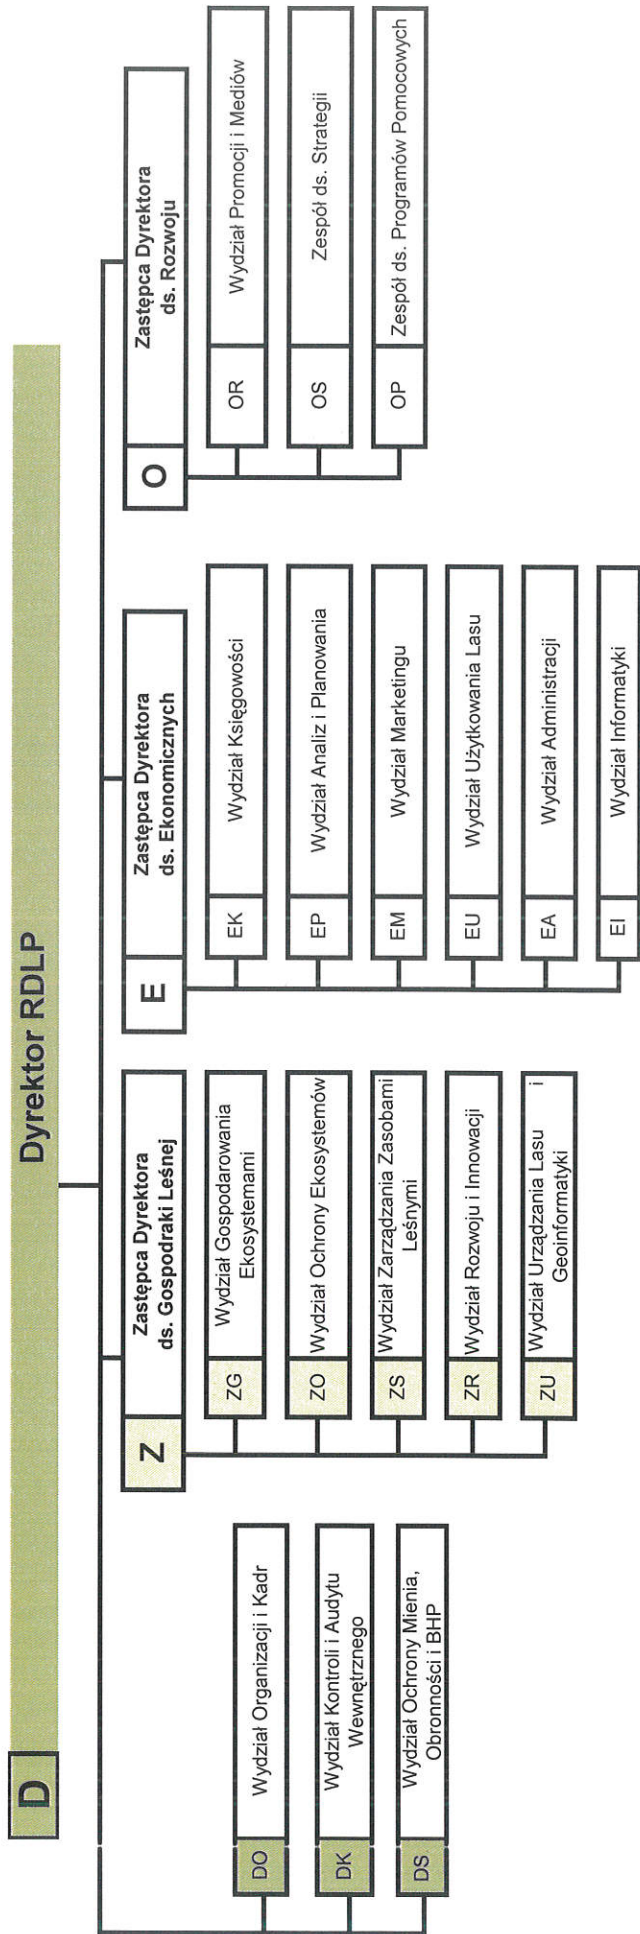 D
Dyrektor RDLP
DO
Wydział Organizacji i Kadr
DK
Wydział Kontroli i Audytu
Wewnętrznego
DS
Wydział Ochrony Mienia,
Obronności i BHP
Z
Zastępca Dyrektora
ds. Gospodraki Leśnej
ZG
Wydział Gospodarowania
Ekosystemami
ZO
Wydział Ochrony Ekosystemów
ZS
Wydział Zarządzania Zasobami
Leśnymi
ZR
Wydział Rozwoju i Innowacji
ZU
Wydział Urządzania Lasu i
Geoinformatyki
E
Zastępca Dyrektora
ds. Ekonomicznych
EK
Wydział Księgowości
EP
Wydział Analiz i Planowania
EM
Wydział Marketingu
EU
Wydział Użytkowania Lasu
EA
Wydział Administracji
EI
Wydział Informatyki
O
Zastępca Dyrektora
ds. Rozwoju
OR
Wydział Promocji i Mediów
OS
Zespół ds. Strategii
OP
Zespół ds. Programów Pomocowych